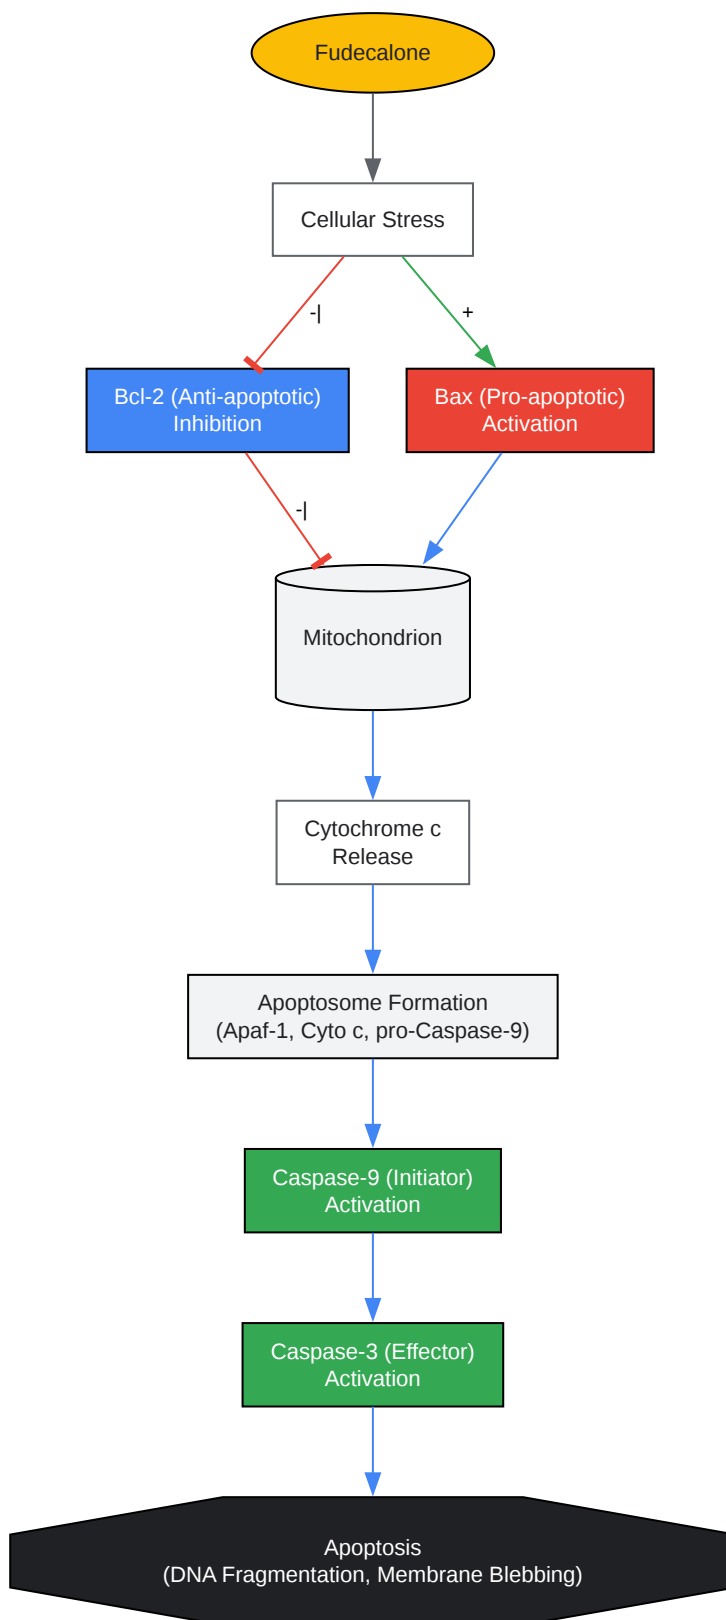 Fudecalone
Cellular Stress
-|
+
Bcl-2 (Anti-apoptotic)
Inhibition
Bax (Pro-apoptotic)
Activation
-|
Mitochondrion
Cytochrome c
Release
Apoptosome Formation
(Apaf-1, Cyto c, pro-Caspase-9)
Caspase-9 (Initiator)
Activation
Caspase-3 (Effector)
Activation
Apoptosis
(DNA Fragmentation, Membrane Blebbing)